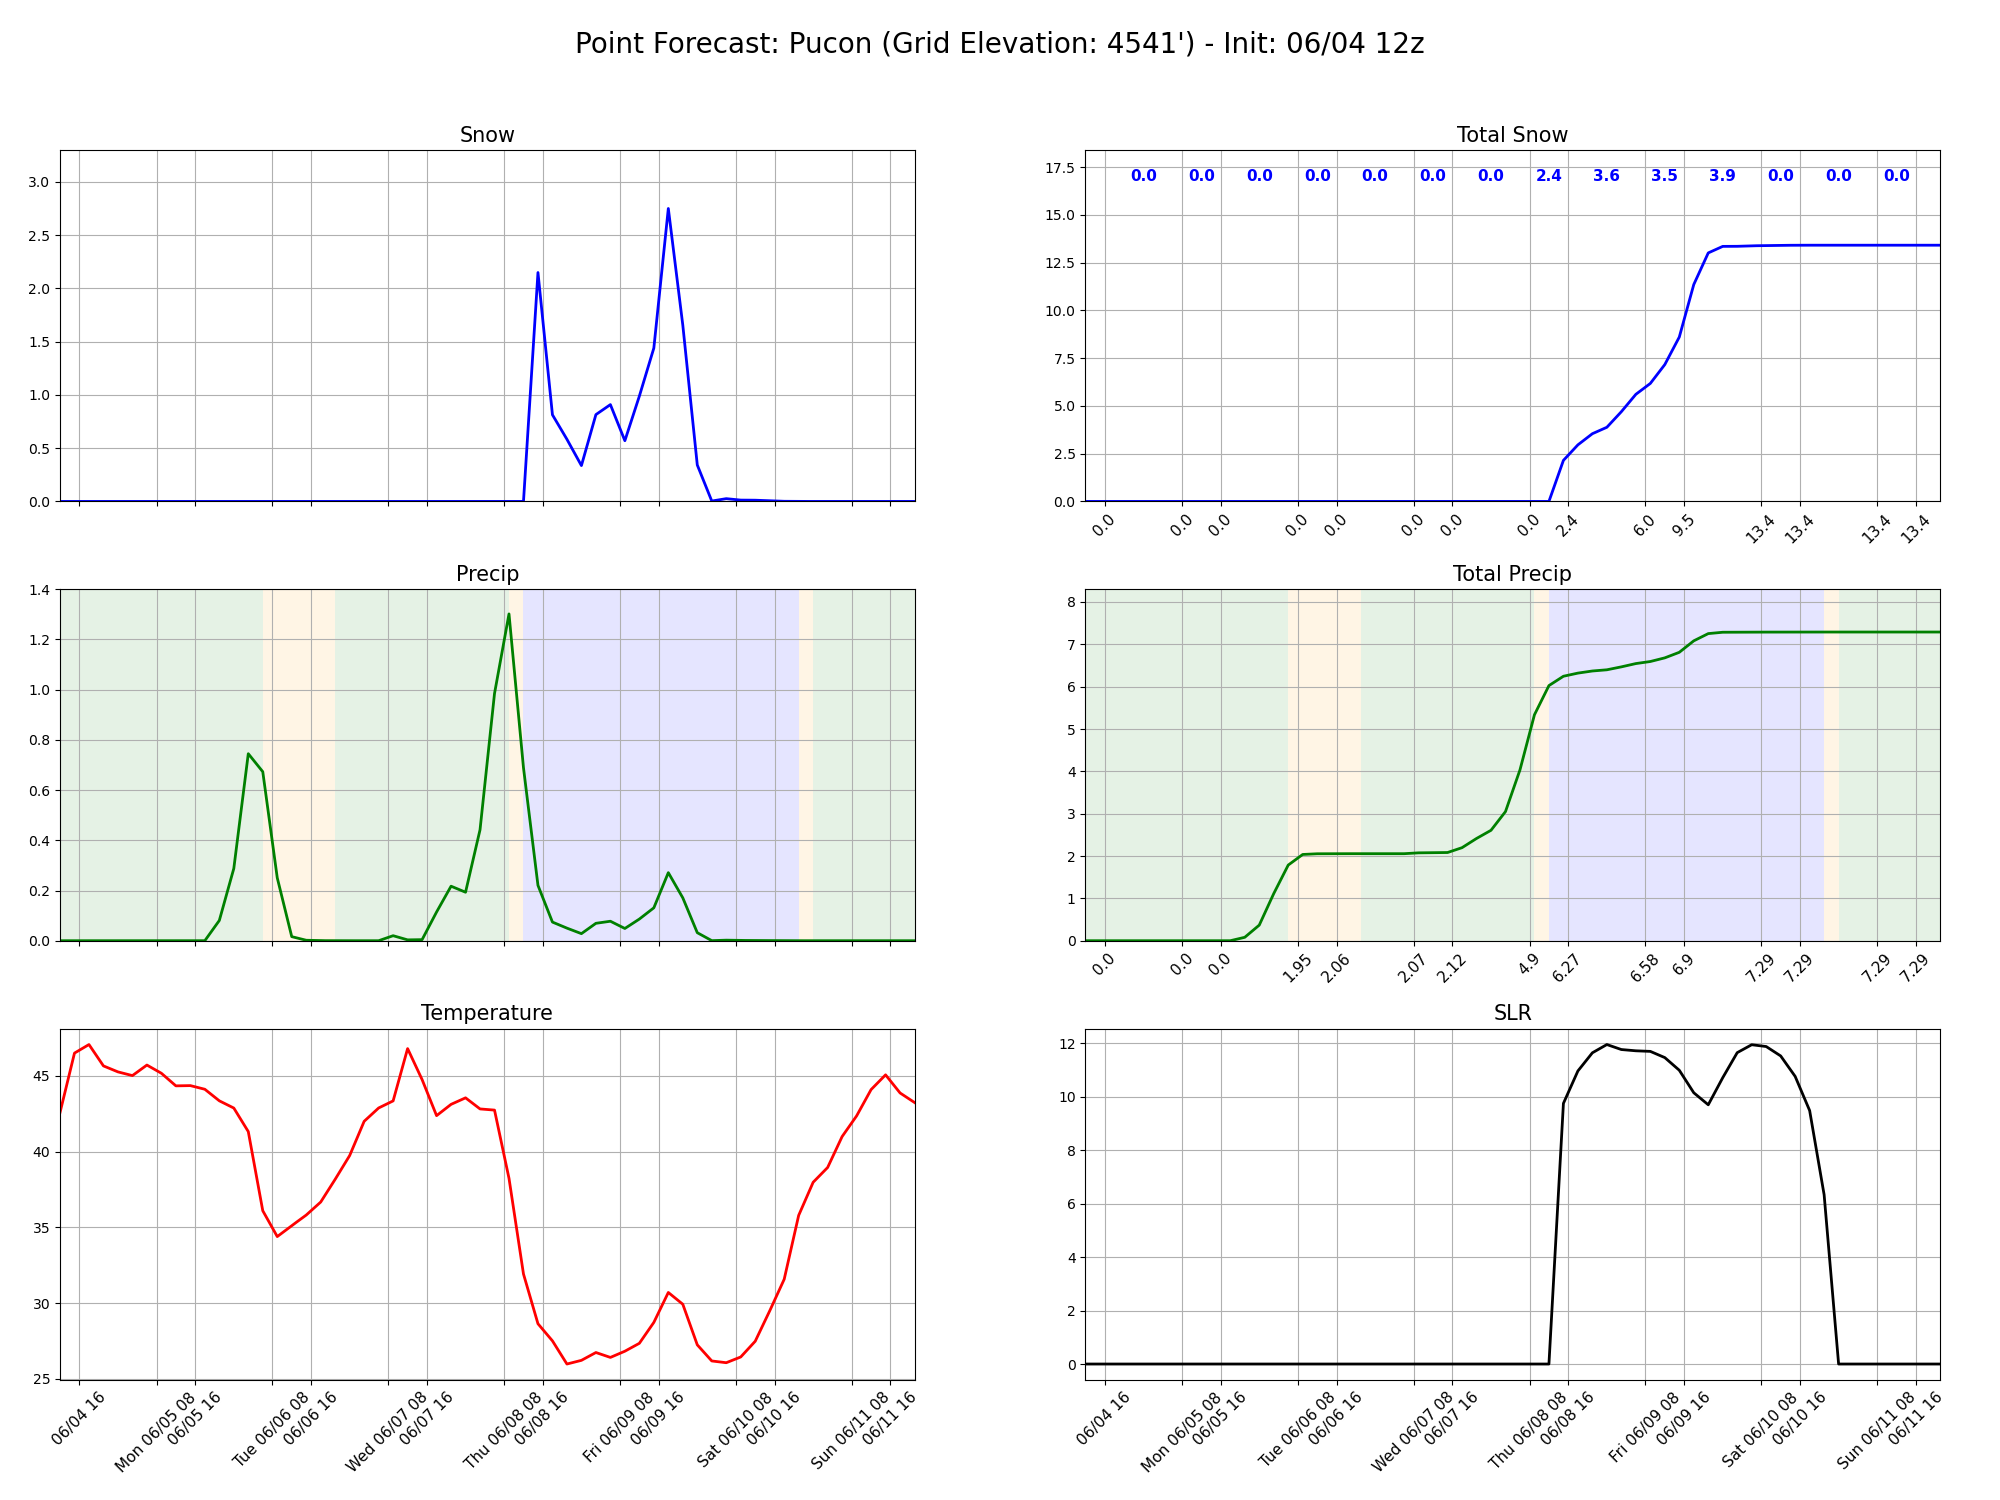 Point Forecast: Pucon (Grid Elevation: 4541') - Init: 06/04 12z
Snow
3.0
2.5
2.0
1.5
1.0
0.5
0.0
Total Snow
17.5
15.0
12.5
10.0
7.5
5.0
2.5
0.0
0.0 0.0 0.0 0.0 0.0 0.0 0.0 2.4 3.6 3.5 3.9 0.0 0.0 0.0
0.0 0.0 0.0 0.0 0.0 0.0 0.0 0.0 2.4 6.0 9.5 13.4 13.4 13.4 13.4
Precip
1.4
1.2
1.0
0.8
0.6
0.4
0.2
0.0
Total Precip
8
7
6
5
4
3
2
1
0
0.0 0.0 0.0 1.95 2.06 2.07 2.12 4.9 6.27 6.58 6.9 7.29 7.29 7.29 7.29
Temperature
45
40
35
30
25
06/04 16
Mon 06/05 08
06/05 16
Tue 06/06 08
06/06 16
Wed 06/07 08
06/07 16
Thu 06/08 08
06/08 16
Fri 06/09 08
06/09 16
Sat 06/10 08
06/10 16
Sun 06/11 08
06/11 16
SLR
12
10
8
6
4
2
0
06/04 16
Mon 06/05 08
06/05 16
Tue 06/06 08
06/06 16
Wed 06/07 08
06/07 16
Thu 06/08 08
06/08 16
Fri 06/09 08
06/09 16
Sat 06/10 08
06/10 16
Sun 06/11 08
06/11 16